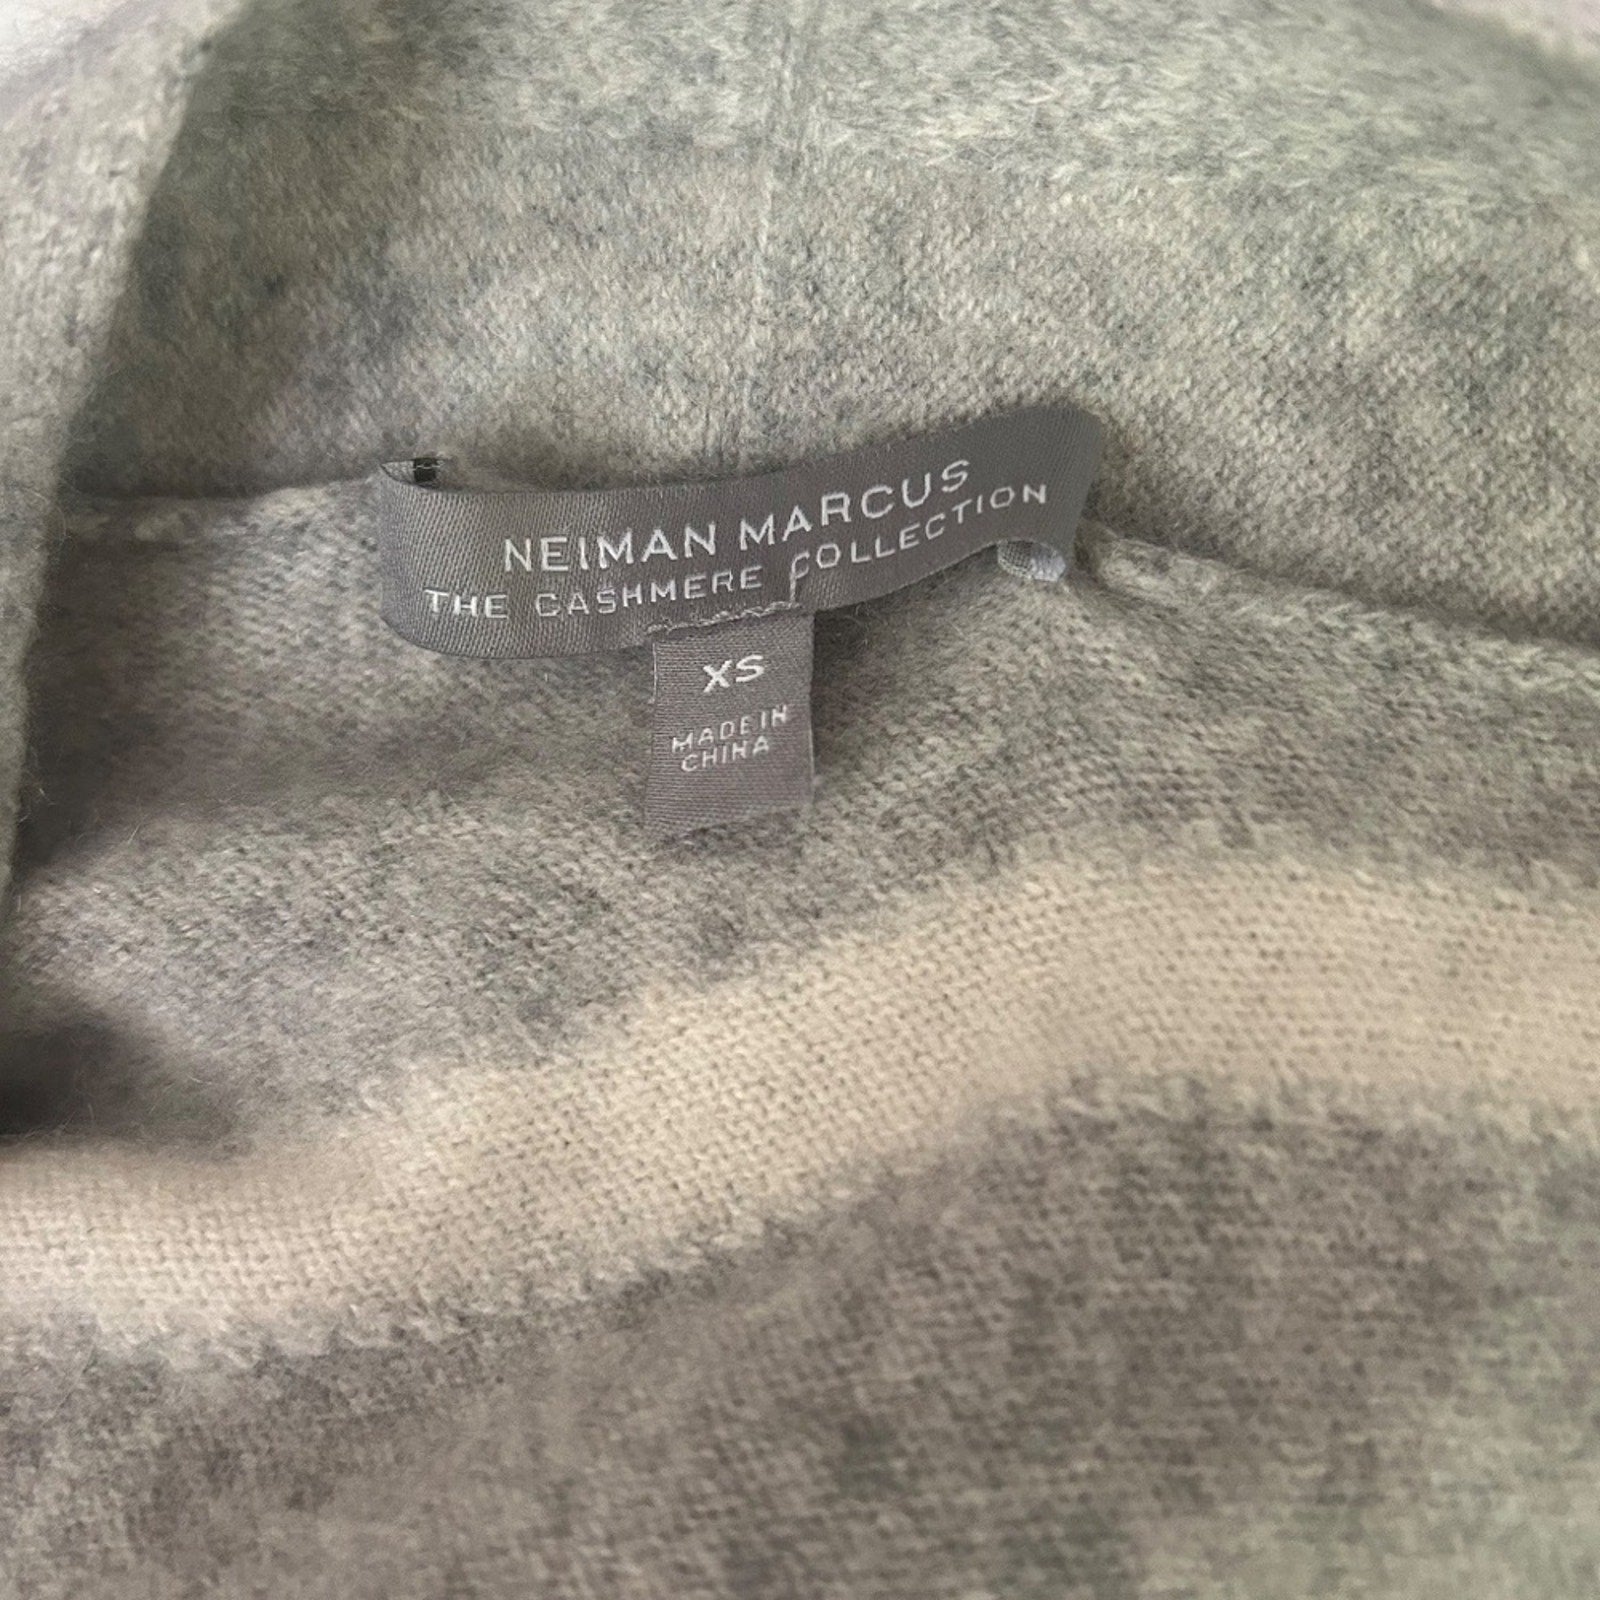 NEIMAN MARCUS
THE CASHMERE COLLECTION
XS
MADE IN
CHINA